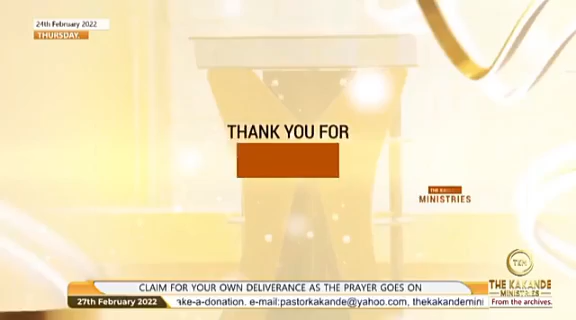 24th February 2022
THURSDAY,
THANK YOU FOR
MINISTRIES
TKM
CLAIM FOR YOUR OWN DELIVERANCE AS THE PRAYER GOES ON
THE KAKANDE
MINISTRIES
From the archives.
27th February 2022
ake-a-donation. e-mail:pastorkakande@yahoo.com, thekakandemini